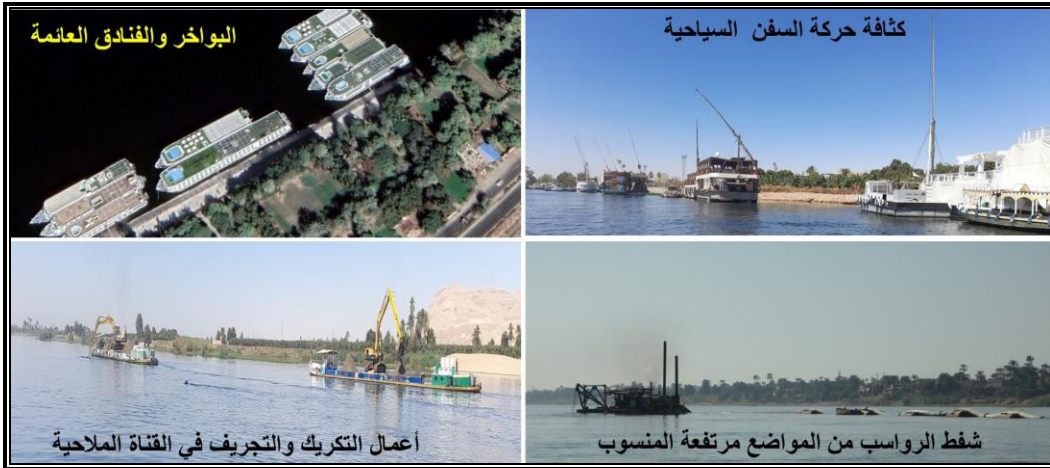 كثافة حركة السفن السياحية
البواخر والفنادق العائمة
شفط الرواسب من المواضع مرتفعة المنسوب
أعمال التكريك والتجريف في القناة الملاحية